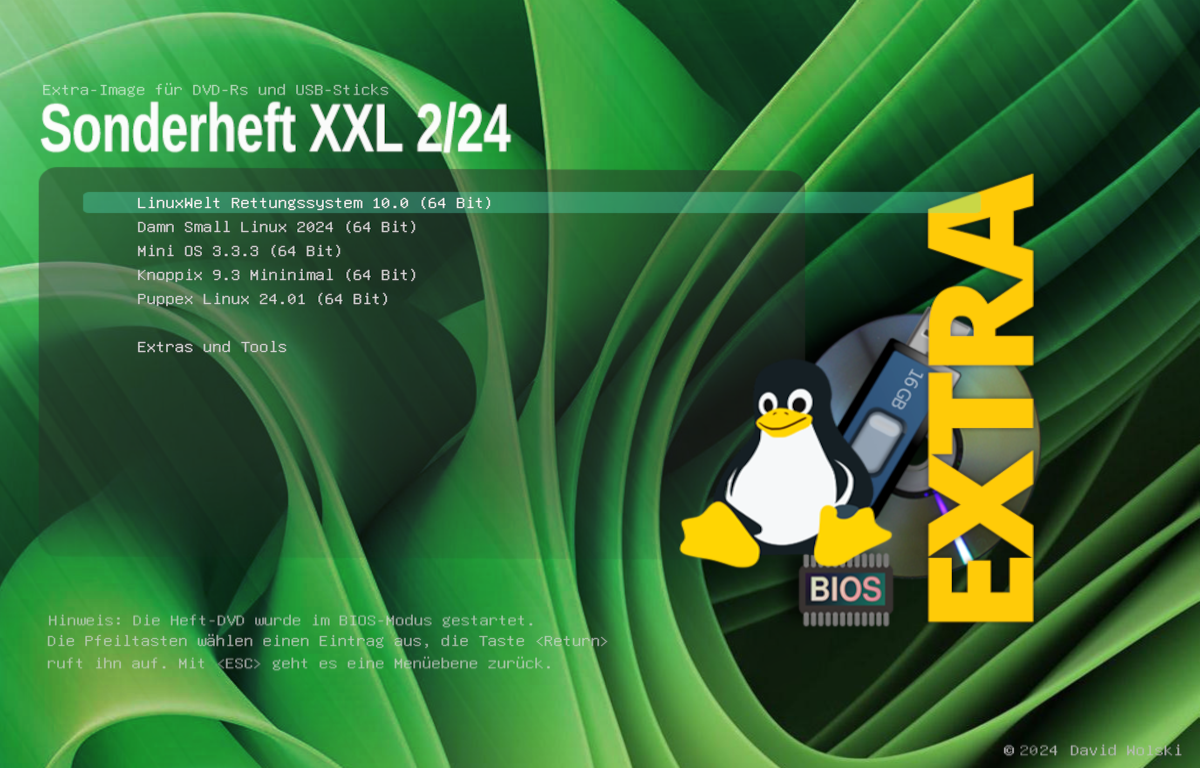 Extra-Image für DVD-Rs und USB-Sticks
Sonderheft XXL 2/24
LinuxWelt Rettungssystem 10.0 (64 Bit)
Damn Small Linux 2024 (64 Bit)
Mini OS 3.3.3 (64 Bit)
Knoppix 9.3 Mininimal (64 Bit)
Puppex Linux 24.01 (64 Bit)
Extras und Tools
EXTRA
16GB
BIOS
Hinweis: Die Heft-DVD wurde im BIOS-Modus gestartet.
Die Pfeiltasten wählen einen Eintrag aus, die Taste <Return>
ruft ihn auf. Mit <ESC> geht es eine Menüebene zurück.
© 2024 David Wolski